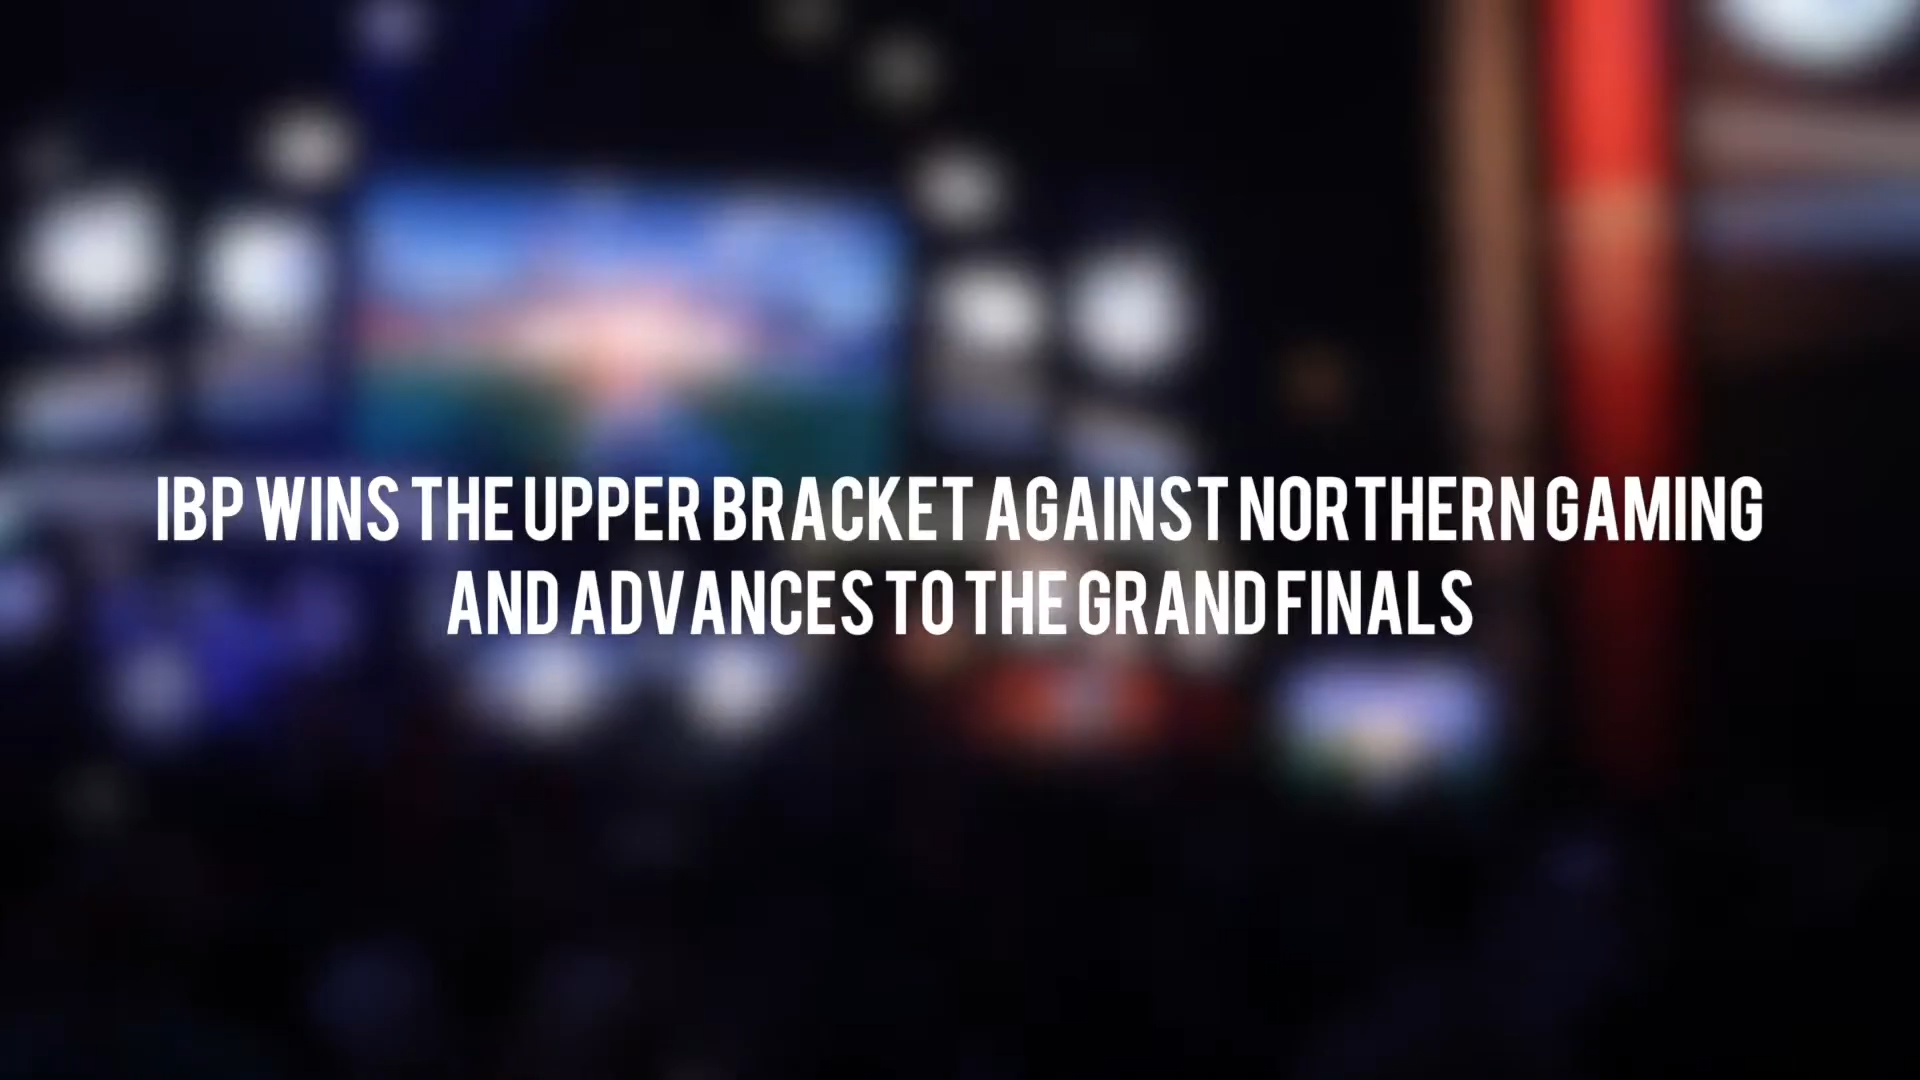 IBP WINS THE UPPER BRACKET AGAINST NORTHERN GAMING
AND ADVANCES TO THE GRAND FINALS